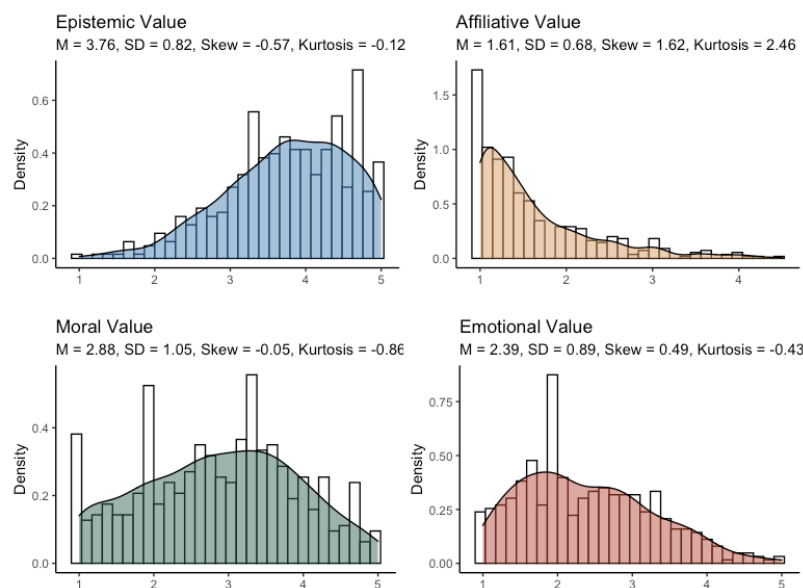 Epistemic Value
M = 3.76, SD = 0.82, Skew = -0.57, Kurtosis = -0.12
Density
0.6
0.4
0.2
0.0
1 2 3 4 5
Affiliative Value
M = 1.61, SD = 0.68, Skew = 1.62, Kurtosis = 2.46
Density
1.5
1.0
0.5
0.0
1 2 3 4
Moral Value
M = 2.88, SD = 1.05, Skew = -0.05, Kurtosis = -0.86
Density
0.4
0.2
0.0
1 2 3 4 5
Emotional Value
M = 2.39, SD = 0.89, Skew = 0.49, Kurtosis = -0.43
Density
0.75
0.50
0.25
0.00
1 2 3 4 5